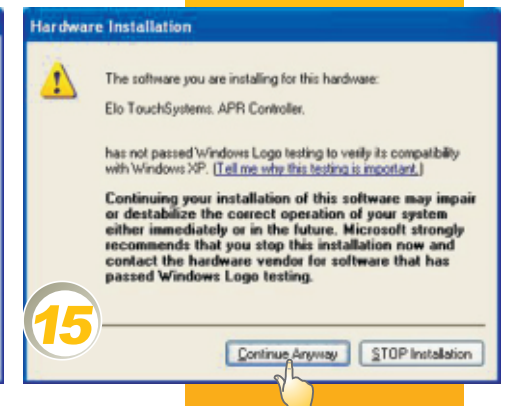 Hardware Installation
The software you are installing for this hardware:
Elo TouchSystems, APR Controller.
has not passed Windows Logo testing to verify its compatibility
with Windows XP. (Tell me why this testing is important.)
Continuing your installation of this software may impair
or destabilize the correct operation of your system
either immediately or in the future. Microsoft strongly
recommends that you stop this installation now and
contact the hardware vendor for software that has
passed Windows Logo testing.
15
Continue Anyway STOP Installation